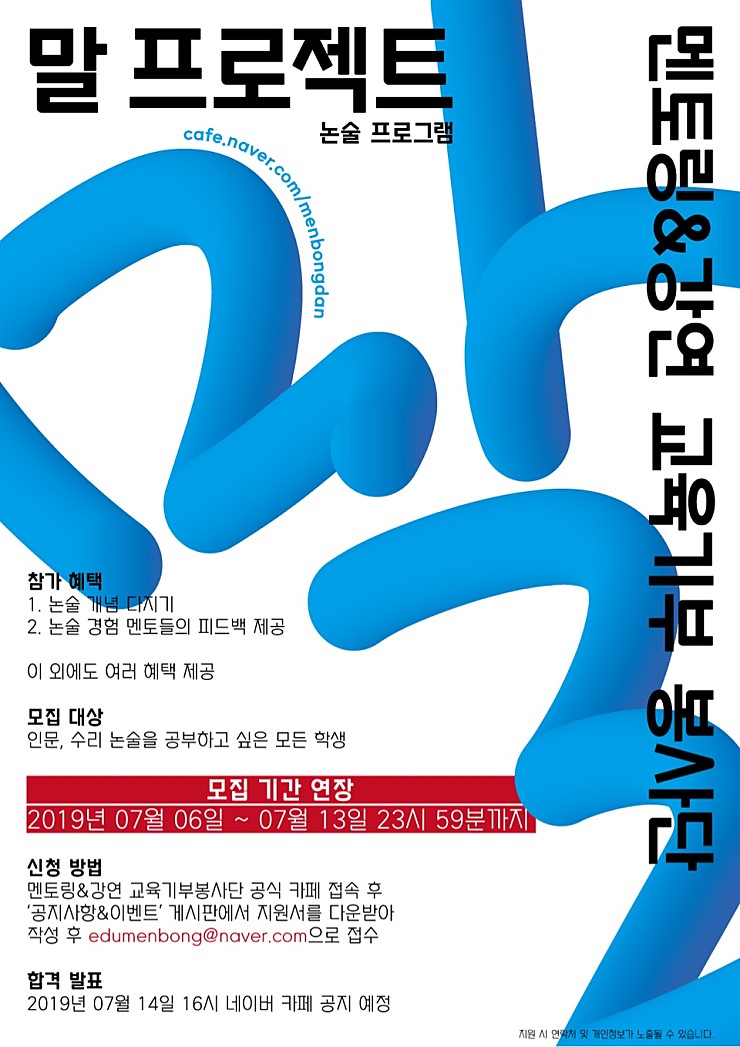 말 프로젝트
논술 프로그램
cafe.naver.com/menbongdan
멘토링&강연 교육기부 봉사단
참가 혜택
1. 논술 개념 다지기
2. 논술 경험 멘토들의 피드백 제공
이 외에도 여러 혜택 제공
모집 대상
인문, 수리 논술을 공부하고 싶은 모든 학생
모집 기간 연장
2019년 07월 06일 ~ 07월 13일 23시 59분까지
신청 방법
멘토링&강연 교육기부봉사단 공식 카페 접속 후
‘공지사항&이벤트’ 게시판에서 지원서를 다운받아
작성 후 edumenbong@naver.com으로 접수
합격 발표
2019년 07월 14일 16시 네이버 카페 공지 예정
지원 시 연락처 및 개인정보가 노출될 수 있습니다.